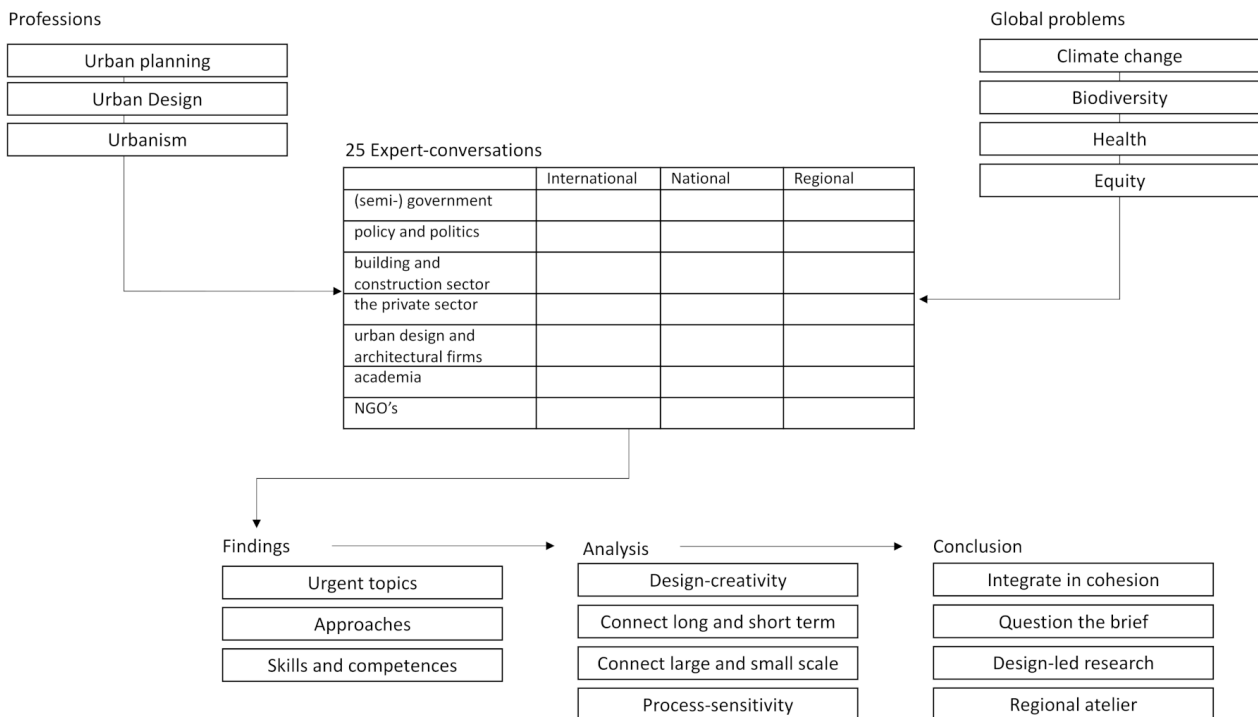 Professions
Urban planning
Urban Design
Urbanism
Global problems
Climate change
Biodiversity
Health
Equity
25 Expert-conversations
International National Regional
(semi-) government
policy and politics
building and
construction sector
the private sector
urban design and
architectural firms
academia
NGO’s
Findings
Urgent topics
Approaches
Skills and competences
Analysis
Design-creativity
Connect long and short term
Connect large and small scale
Process-sensitivity
Conclusion
Integrate in cohesion
Question the brief
Design-led research
Regional atelier